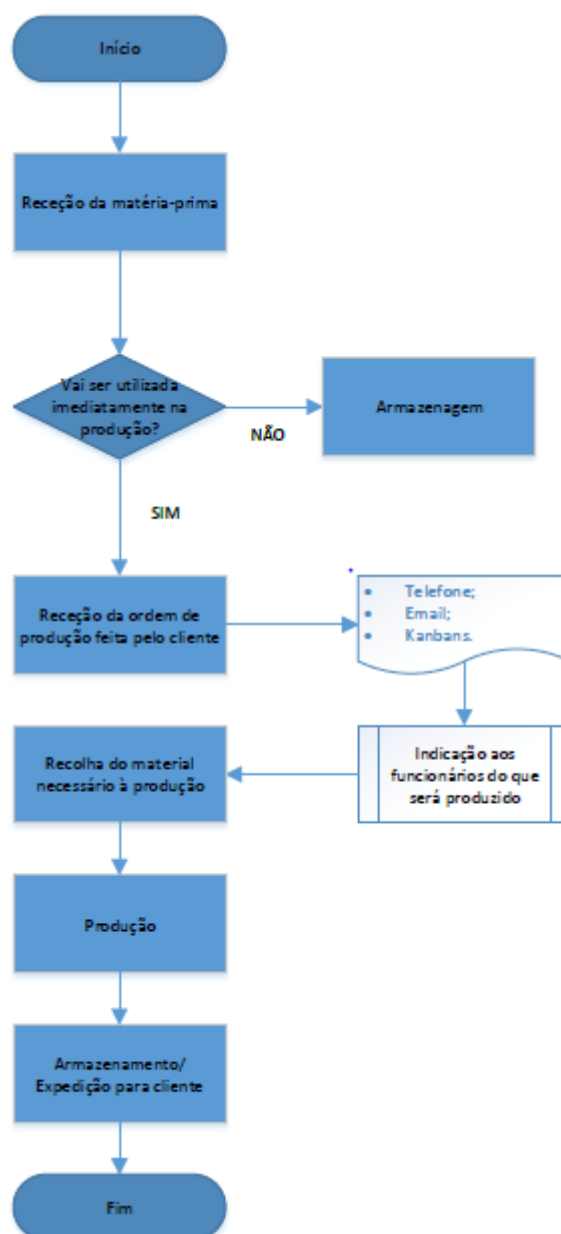 Início
Receção da matéria-prima
Vai ser utilizada
imediatamente na
produção?
NÃO
Armazenagem
SIM
Receção da ordem de
produção feita pelo cliente
• Telefone;
• Email;
• Kanbans.
Indicação aos
funcionários do que
será produzido
Recolha do material
necessário à produção
Produção
Armazenamento/
Expedição para cliente
Fim